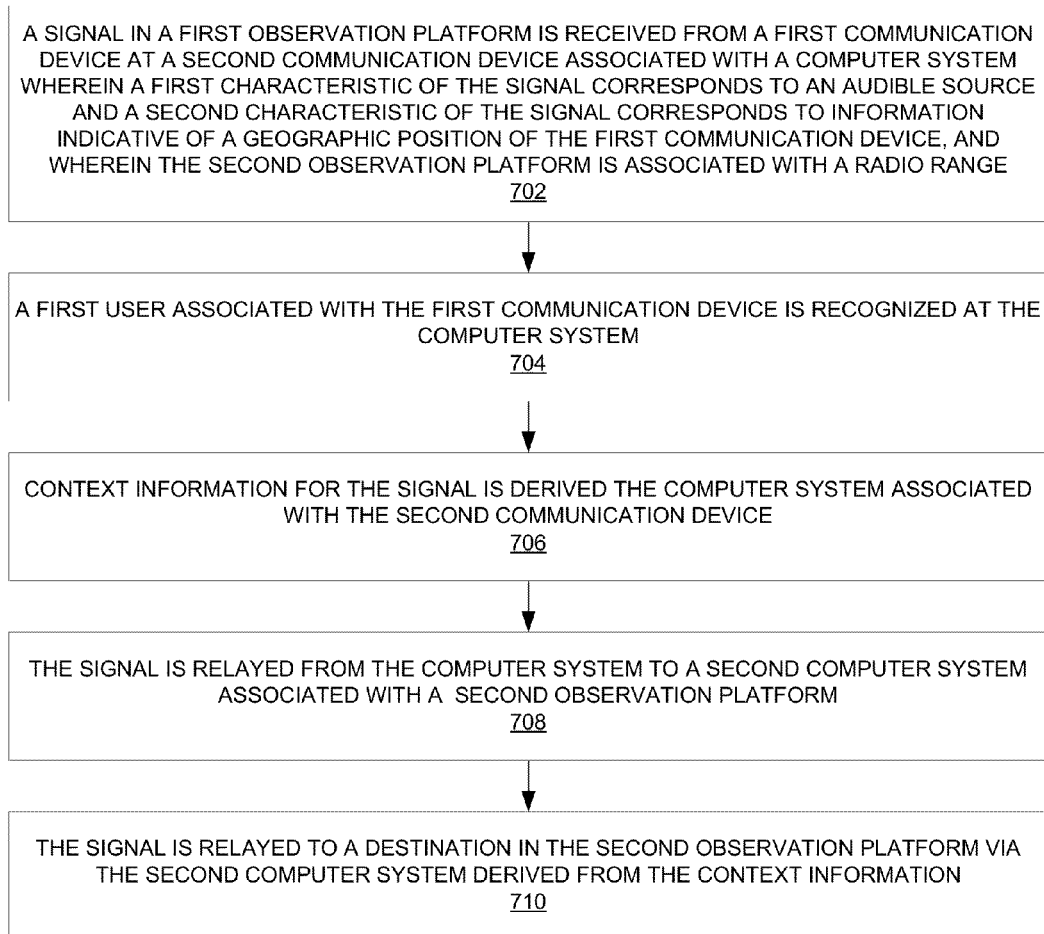 A SIGNAL IN A FIRST OBSERVATION PLATFORM IS RECEIVED FROM A FIRST COMMUNICATION
DEVICE AT A SECOND COMMUNICATION DEVICE ASSOCIATED WITH A COMPUTER SYSTEM
WHEREIN A FIRST CHARACTERISTIC OF THE SIGNAL CORRESPONDS TO AN AUDIBLE SOURCE
AND A SECOND CHARACTERISTIC OF THE SIGNAL CORRESPONDS TO INFORMATION
INDICATIVE OF A GEOGRAPHIC POSITION OF THE FIRST COMMUNICATION DEVICE, AND
WHEREIN THE SECOND OBSERVATION PLATFORM IS ASSOCIATED WITH A RADIO RANGE
702
A FIRST USER ASSOCIATED WITH THE FIRST COMMUNICATION DEVICE IS RECOGNIZED AT THE
COMPUTER SYSTEM
704
CONTEXT INFORMATION FOR THE SIGNAL IS DERIVED THE COMPUTER SYSTEM ASSOCIATED
WITH THE SECOND COMMUNICATION DEVICE
706
THE SIGNAL IS RELAYED FROM THE COMPUTER SYSTEM TO A SECOND COMPUTER SYSTEM
ASSOCIATED WITH A SECOND OBSERVATION PLATFORM
708
THE SIGNAL IS RELAYED TO A DESTINATION IN THE SECOND OBSERVATION PLATFORM VIA
THE SECOND COMPUTER SYSTEM DERIVED FROM THE CONTEXT INFORMATION
710